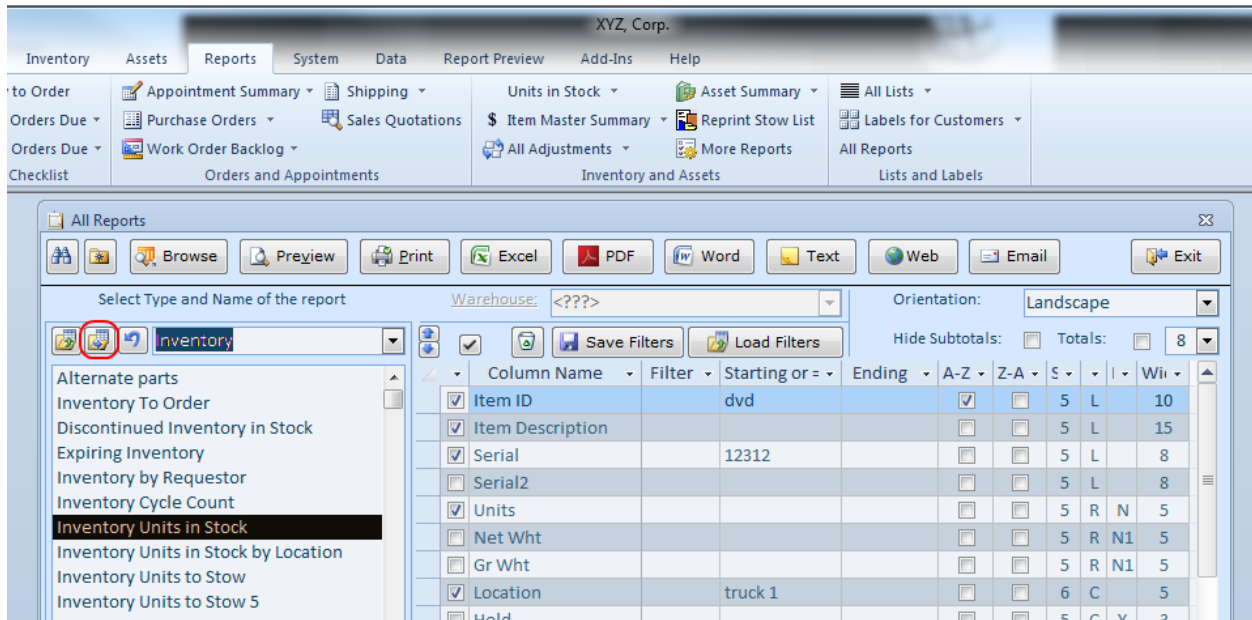 XYZ, Corp.
Inventory Assets Reports System Data Report Preview Add-Ins Help
to Order Appointment Summary Shipping Units in Stock Asset Summary All Lists
Orders Due Purchase Orders Sales Quotations $ Item Master Summary Reprint Stow List Labels for Customers
Orders Due Work Order Backlog All Adjustments More Reports All Reports
Checklist Orders and Appointments Inventory and Assets Lists and Labels
All Reports
Browse Preview Print Excel PDF Word Text Web Email Exit
Select Type and Name of the report Warehouse: <???> Orientation: Landscape
Inventory Save Filters Load Filters Hide Subtotals: Totals: 8
Column Name Filter Starting or = Ending A-Z Z-A S I
Alternate parts
Inventory To Order
Discontinued Inventory in Stock
Expiring Inventory
Inventory by Requestor
Inventory Cycle Count
Inventory Units in Stock
Inventory Units in Stock by Location
Inventory Units to Stow
Inventory Units to Stow 5
Item ID dvd 5 L 10
Item Description 5 L 15
Serial 12312 5 L 8
Serial2 5 L 8
Units 5 R N 5
Net Wht 5 R N1 5
Gr Wht 5 R N1 5
Location truck 1 6 C 5
Hold 5 C Y 3